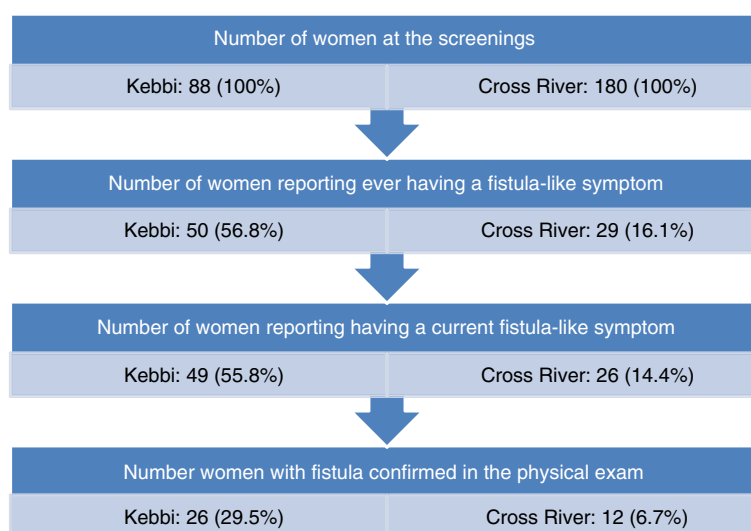 Number of women at the screenings
Kebbi: 88 (100%) Cross River: 180 (100%)
Number of women reporting ever having a fistula-like symptom
Kebbi: 50 (56.8%) Cross River: 29 (16.1%)
Number of women reporting having a current fistula-like symptom
Kebbi: 49 (55.8%) Cross River: 26 (14.4%)
Number women with fistula confirmed in the physical exam
Kebbi: 26 (29.5%) Cross River: 12 (6.7%)